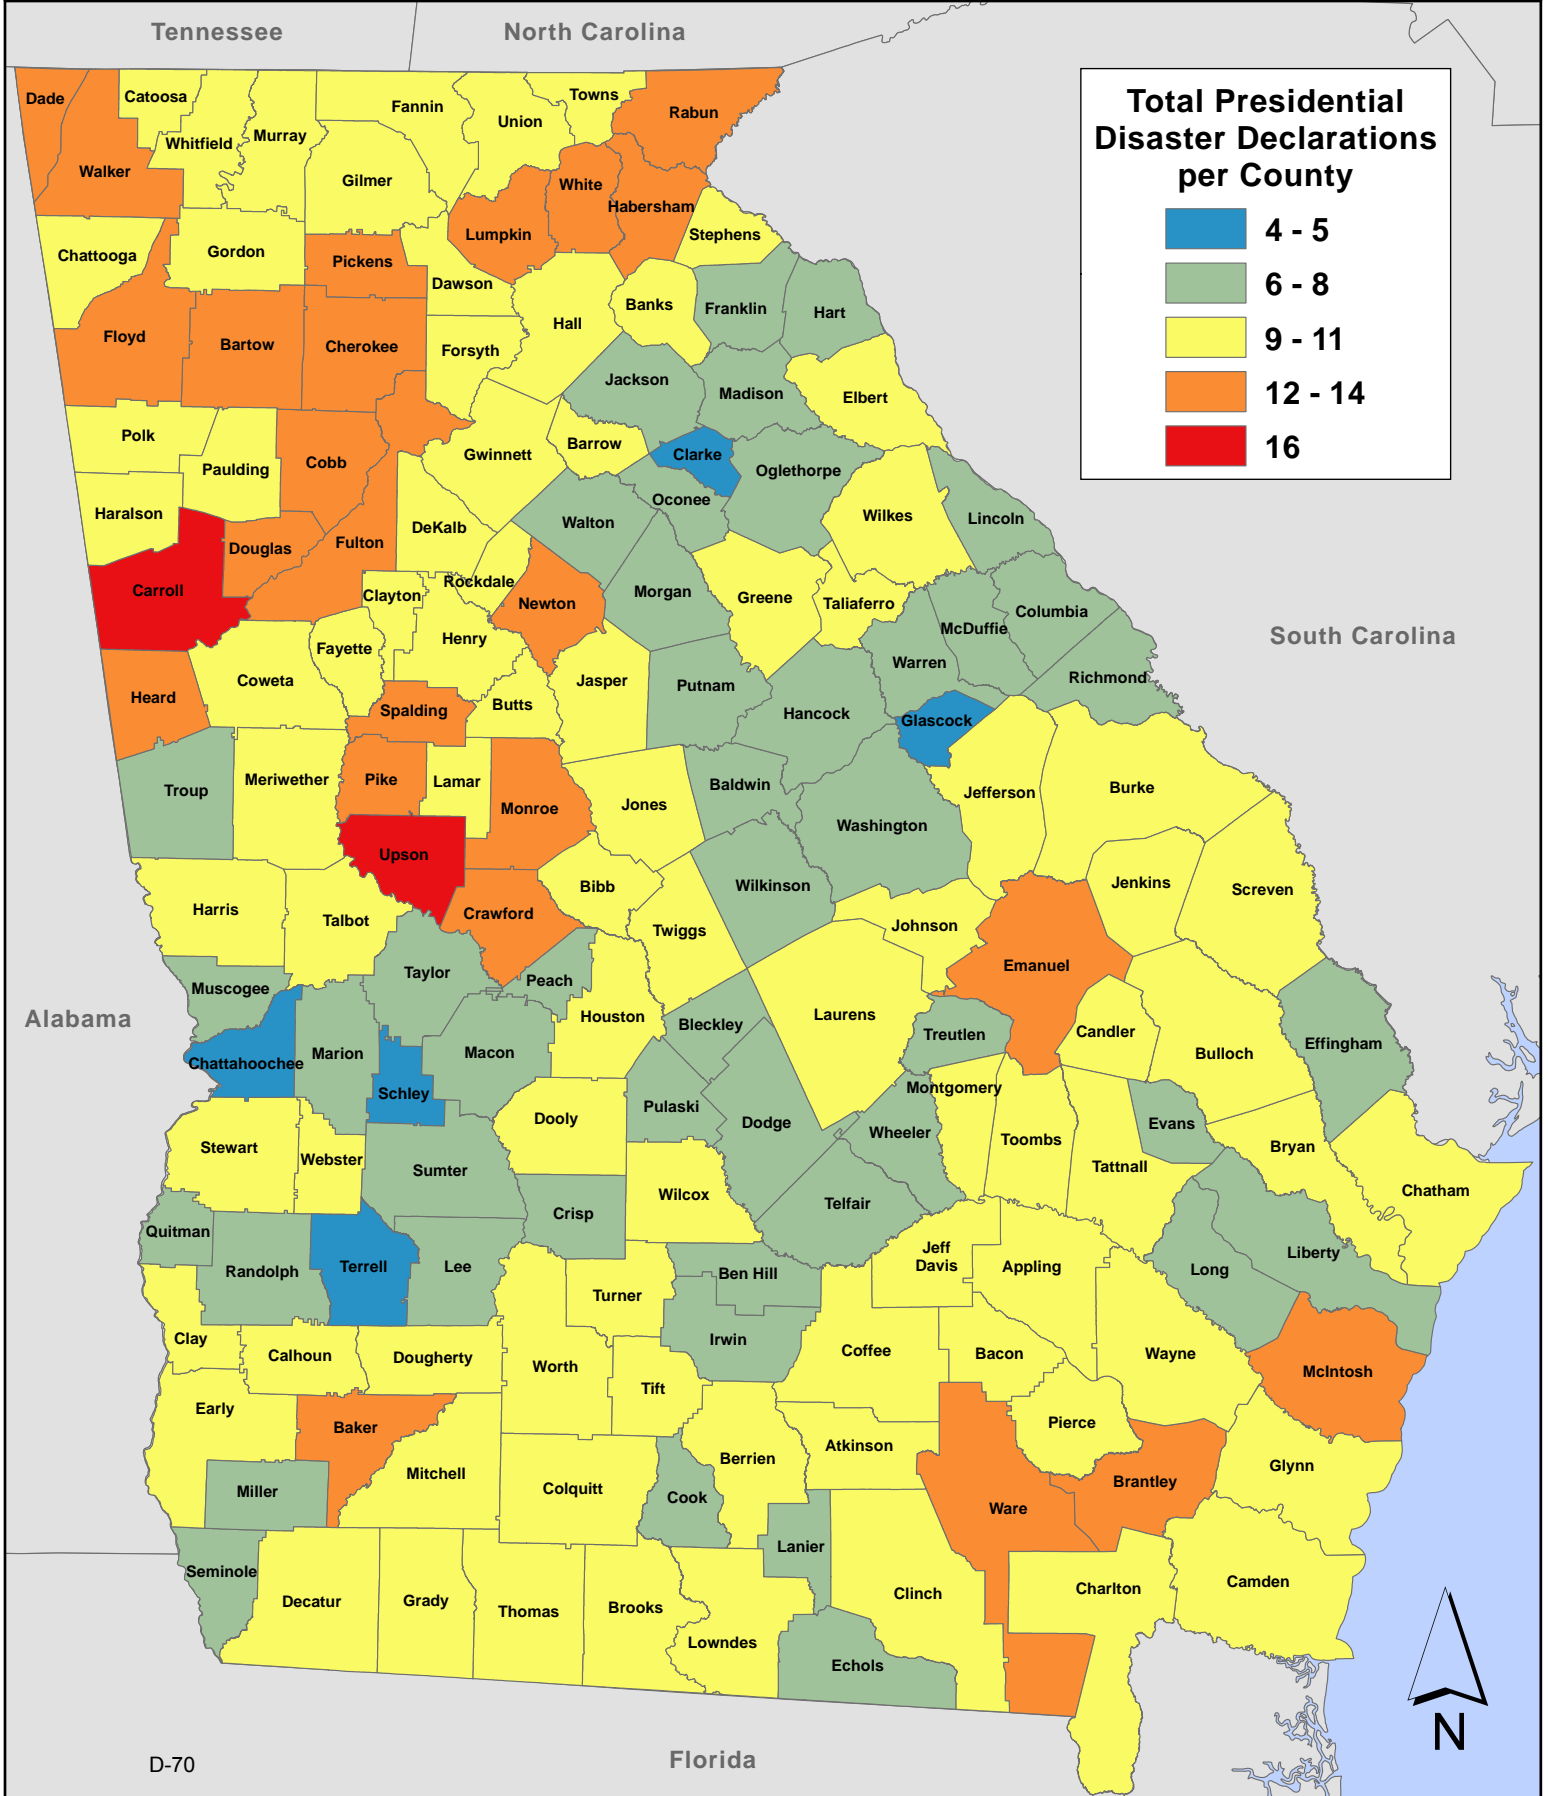 Tennessee
North Carolina
Total Presidential
Disaster Declarations
per County
4 - 5
6 - 8
9 - 11
12 - 14
16
Dade
Catoosa
Fannin
Towns
Rabun
Union
Whitfield
Murray
Walker
Gilmer
White
Habersham
Lumpkin
Stephens
Chattooga
Gordon
Pickens
Dawson
Banks
Franklin
Hart
Hall
Floyd
Bartow
Cherokee
Forsyth
Jackson
Madison
Elbert
Polk
Paulding
Cobb
Gwinnett
Barrow
Clarke
Oglethorpe
Oconee
Haralson
Douglas
Fulton
DeKalb
Walton
Wilkes
Lincoln
Carroll
Clayton
Rockdale
Newton
Morgan
Greene
Taliaferro
McDuffie
Columbia
South Carolina
Fayette
Henry
Warren
Richmond
Heard
Coweta
Spalding
Butts
Jasper
Putnam
Hancock
Glascock
Troup
Meriwether
Pike
Lamar
Monroe
Jones
Baldwin
Washington
Jefferson
Burke
Upson
Bibb
Wilkinson
Jenkins
Screven
Harris
Talbot
Crawford
Twiggs
Johnson
Emanuel
Muscogee
Taylor
Peach
Houston
Laurens
Alabama
Bleckley
Treutlen
Candler
Bulloch
Effingham
Chattahoochee
Marion
Macon
Schley
Pulaski
Dodge
Montgomery
Dooly
Wheeler
Toombs
Evans
Tattnall
Bryan
Stewart
Webster
Sumter
Wilcox
Telfair
Chatham
Quitman
Crisp
Randolph
Terrell
Lee
Turner
Ben Hill
Jeff
Davis
Appling
Long
Liberty
Clay
Calhoun
Dougherty
Worth
Tift
Irwin
Coffee
Bacon
Wayne
McIntosh
Early
Baker
Mitchell
Berrien
Atkinson
Pierce
Brantley
Glynn
Miller
Colquitt
Cook
Ware
Seminole
Decatur
Grady
Thomas
Brooks
Lanier
Lowndes
Clinch
Charlton
Camden
Echols
Florida
D-70
N